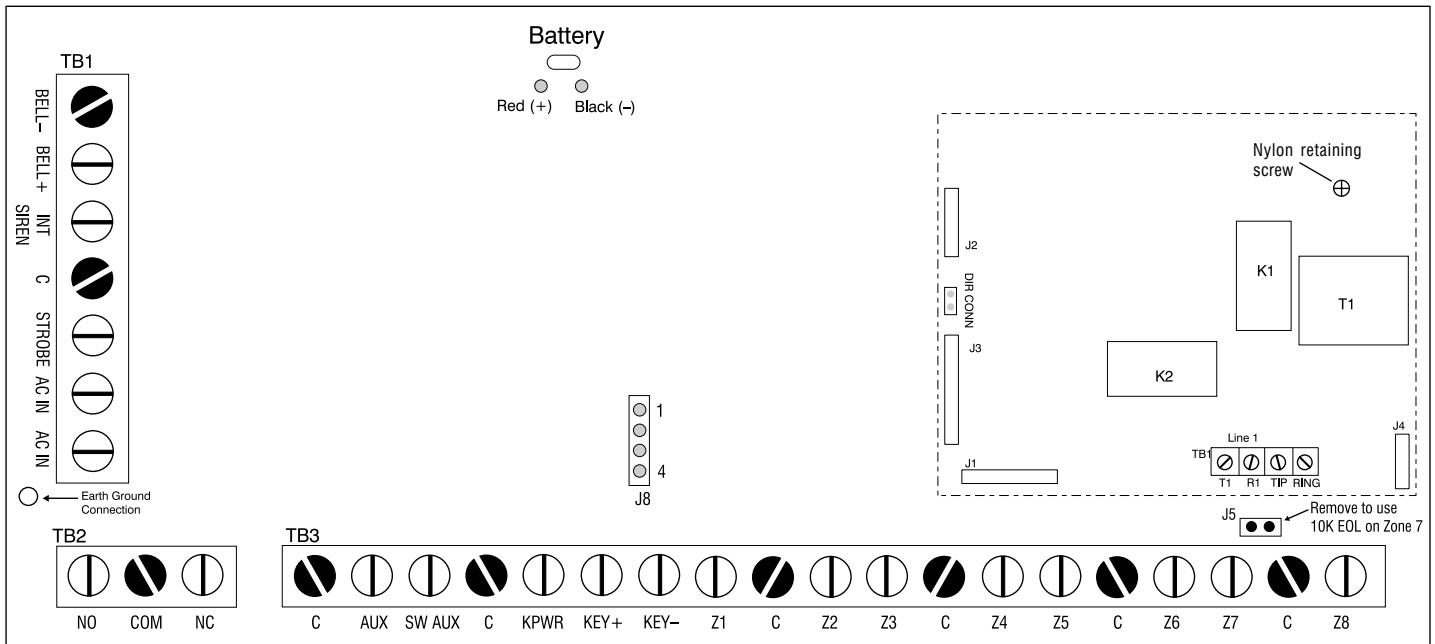 Battery
Red (+) Black (–)
TB1
BELL–
BELL+
INT
SIREN
C
STROBE
AC IN
AC IN
Earth Ground
Connection
Nylon retaining
screw
J2
DIR CONN
J3
K1
T1
K2
J1
Line 1
TB1
T1 R1 TIP RING
J4
1
4
J8
J5
Remove to use
10K EOL on Zone 7
TB2
NO COM NC
TB3
C AUX SW AUX C KPWR KEY+ KEY– Z1 C Z2 Z3 C Z4 Z5 C Z6 Z7 C Z8